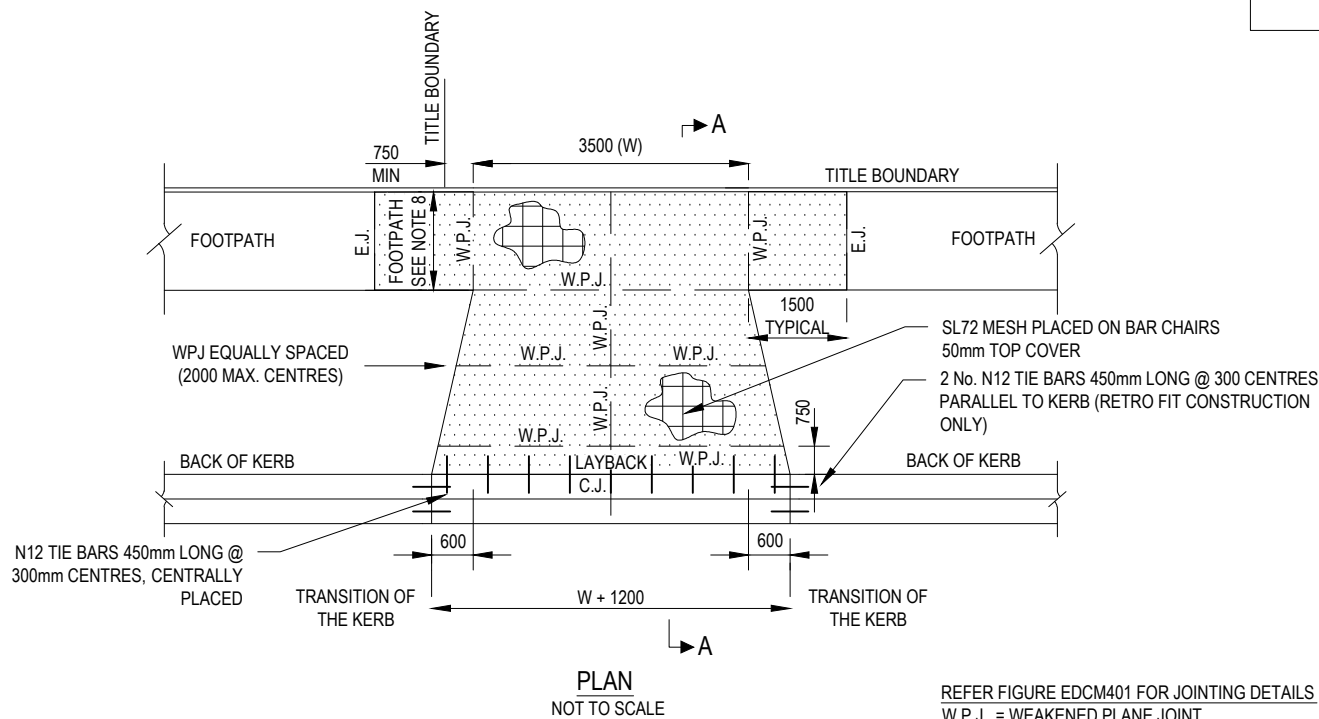 TITLE BOUNDARY
A
750
MIN
3500 (W)
TITLE BOUNDARY
FOOTPATH
E.J.
FOOTPATH
SEE NOTE 8
W.P.J.
W.P.J.
W.P.J.
E.J.
FOOTPATH
1500
TYPICAL
W.P.J.
SL72 MESH PLACED ON BAR CHAIRS
50mm TOP COVER
WPJ EQUALLY SPACED
(2000 MAX. CENTRES)
W.P.J.
W.P.J.
2 No. N12 TIE BARS 450mm LONG @ 300 CENTRES
PARALLEL TO KERB (RETRO FIT CONSTRUCTION
ONLY)
W.P.J.
750
W.P.J.
BACK OF KERB
LAYBACK
W.P.J.
BACK OF KERB
C.J.
N12 TIE BARS 450mm LONG @
300mm CENTRES, CENTRALLY
PLACED
600
600
TRANSITION OF
THE KERB
W + 1200
TRANSITION OF
THE KERB
A
PLAN
NOT TO SCALE
REFER FIGURE EDCM401 FOR JOINTING DETAILS
W.P.J. = WEAKENED PLANE JOINT